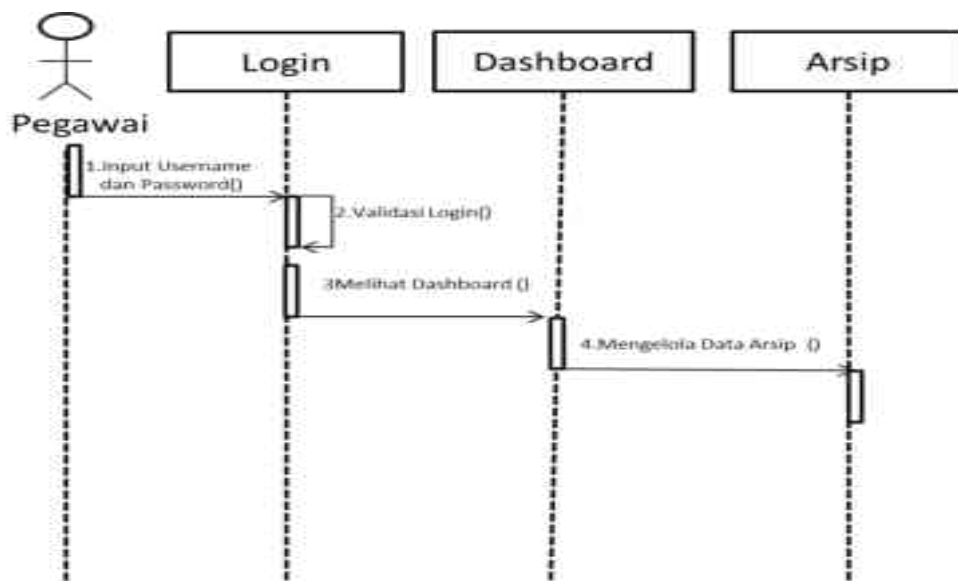 Login
Dashboard
Arsip
Pegawai
1.Input Username
dan Password()
2.Validasi Login()
3Melihat Dashboard ()
4.Mengelola Data Arsip ()